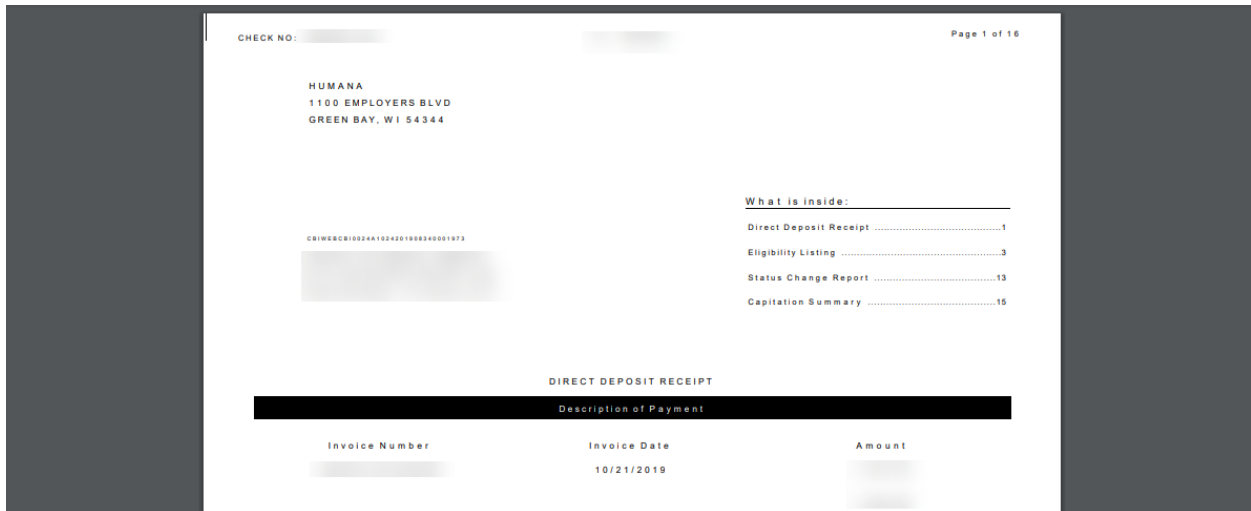 CHECK NO:
Page 1 of 16
HUMANA
1100 EMPLOYERS BLVD
GREEN BAY, WI 54344
What is inside:
Direct Deposit Receipt ..........................................1
Eligibility Listing .....................................................3
Status Change Report .........................................13
Capitation Summary ..........................................15
CBIWEBCBI0024A1024201908340001973
DIRECT DEPOSIT RECEIPT
Description of Payment
Invoice Number Invoice Date Amount
10/21/2019